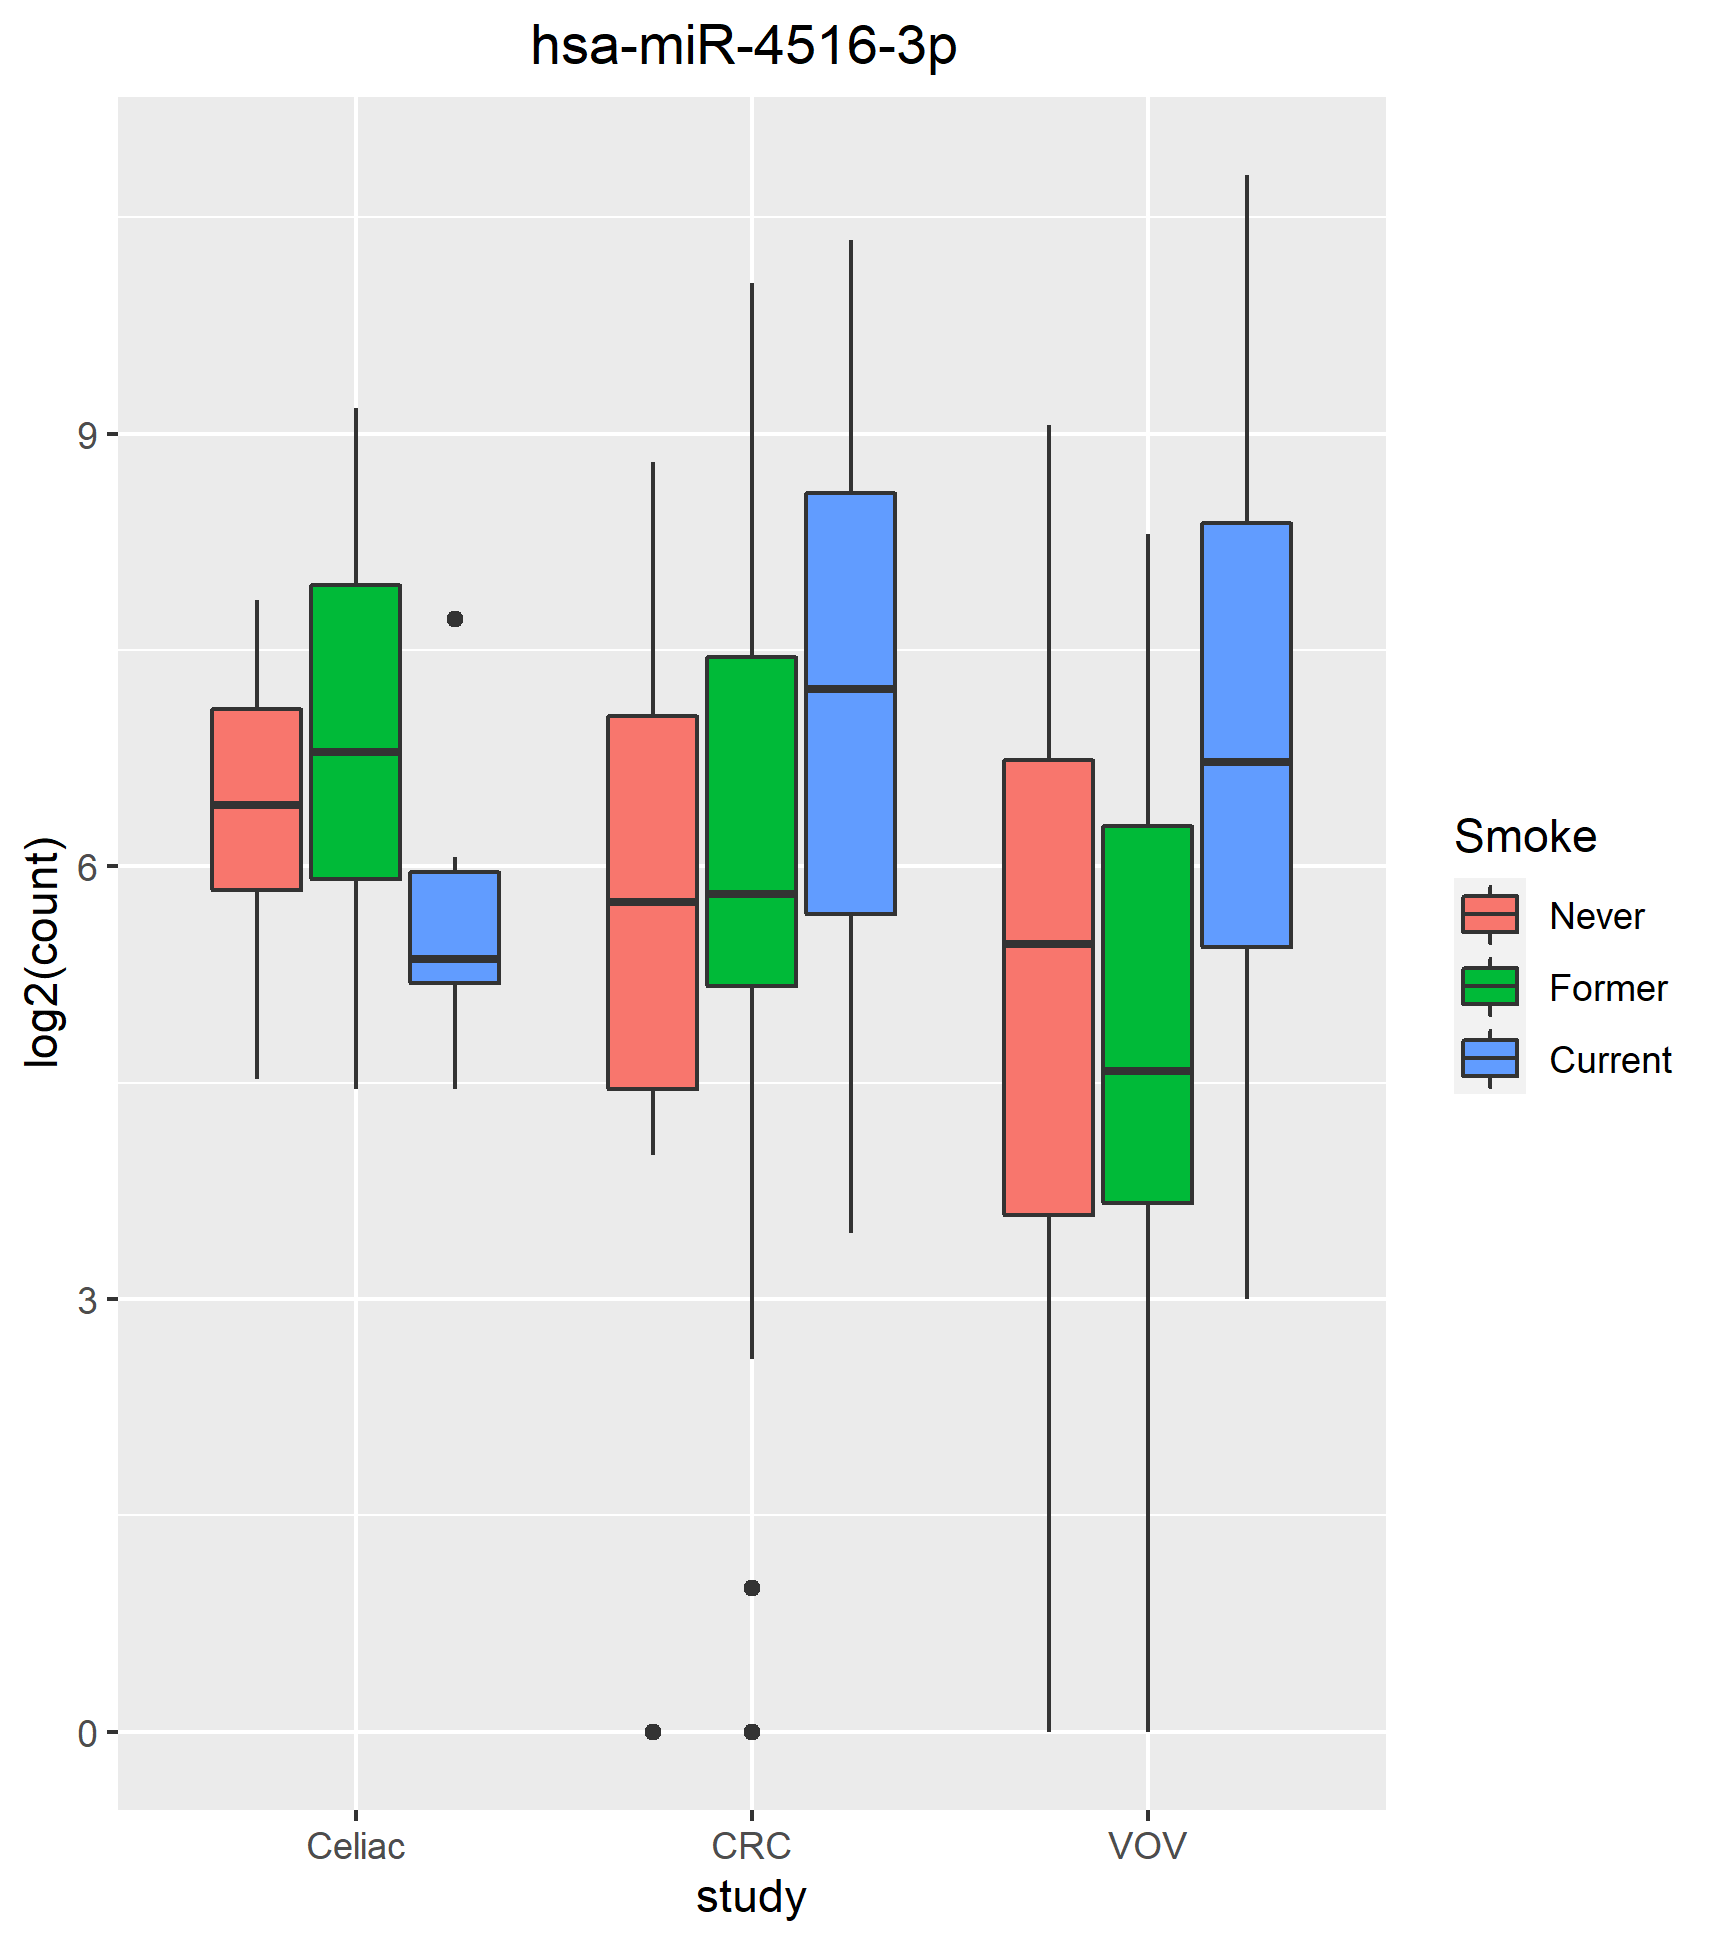 hsa-miR-4516-3p
log2(count)
9
6
3
0
Celiac
CRC
VOV
study
Smoke
Never
Former
Current